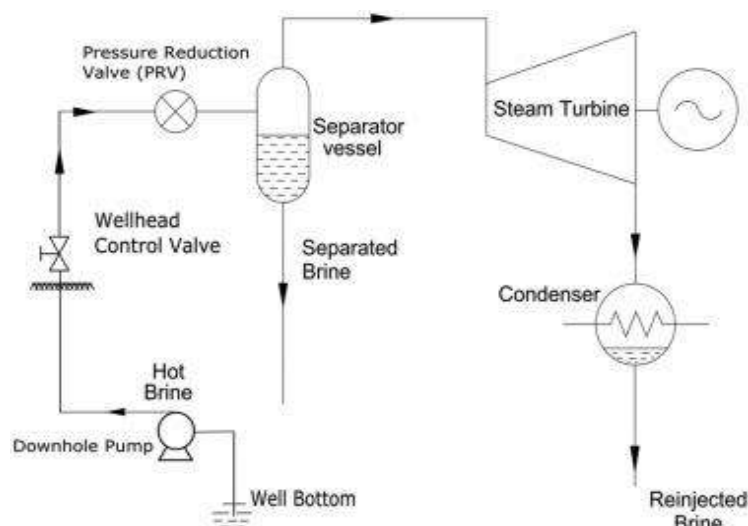 Pressure Reduction
Valve (PRV)
Separator
vessel
Steam Turbine
Wellhead
Control Valve
Separated
Brine
Condenser
Hot
Brine
Downhole Pump
Well Bottom
Reinjected
Brine